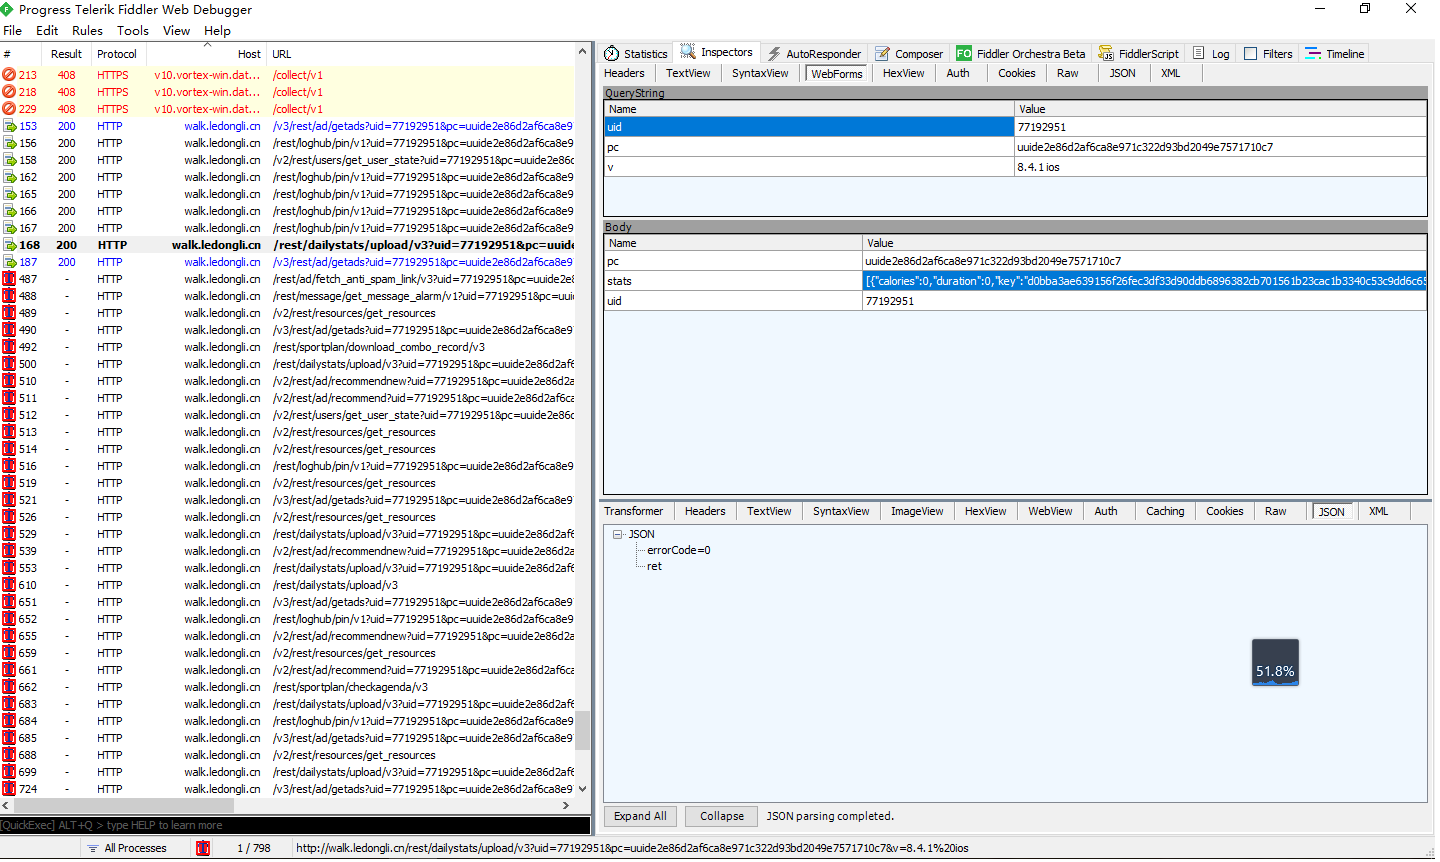 Progress Telerik Fiddler Web Debugger
File Edit Rules Tools View Help
# Result Protocol Host URL
213 408 HTTPS v10.vortex-win.dat... /collect/v1
218 408 HTTPS v10.vortex-win.dat... /collect/v1
229 408 HTTPS v10.vortex-win.dat... /collect/v1
153 200 HTTP walk.ledongli.cn /v3/rest/ad/getads?uid=77192951&pc=uuide2e86d2af6ca8e9
156 200 HTTP walk.ledongli.cn /rest/loghub/pin/v1?uid=77192951&pc=uuide2e86d2af6ca8e97
158 200 HTTP walk.ledongli.cn /v2/rest/users/get_user_state?uid=77192951&pc=uuide2e86d
162 200 HTTP walk.ledongli.cn /rest/loghub/pin/v1?uid=77192951&pc=uuide2e86d2af6ca8e97
165 200 HTTP walk.ledongli.cn /rest/loghub/pin/v1?uid=77192951&pc=uuide2e86d2af6ca8e97
166 200 HTTP walk.ledongli.cn /rest/loghub/pin/v1?uid=77192951&pc=uuide2e86d2af6ca8e97
167 200 HTTP walk.ledongli.cn /rest/loghub/pin/v1?uid=77192951&pc=uuide2e86d2af6ca8e97
168 200 HTTP walk.ledongli.cn /rest/dailystats/upload/v3?uid=77192951&pc=uuide
187 200 HTTP walk.ledongli.cn /v3/rest/ad/getads?uid=77192951&pc=uuide2e86d2af6ca8e9
487 - HTTP walk.ledongli.cn /rest/ad/fetch_anti_spam_link/v3?uid=77192951&pc=uuide2e8
488 - HTTP walk.ledongli.cn /rest/message/get_message_alarm/v1?uid=77192951&pc=uui
489 - HTTP walk.ledongli.cn /v2/rest/resources/get_resources
490 - HTTP walk.ledongli.cn /v3/rest/ad/getads?uid=77192951&pc=uuide2e86d2af6ca8e9
492 - HTTP walk.ledongli.cn /rest/sportplan/download_combo_record/v3
500 - HTTP walk.ledongli.cn /rest/dailystats/upload/v3?uid=77192951&pc=uuide2e86d2af6
510 - HTTP walk.ledongli.cn /v2/rest/ad/recommendnew?uid=77192951&pc=uuide2e86d2a
511 - HTTP walk.ledongli.cn /v2/rest/ad/recommend?uid=77192951&pc=uuide2e86d2af6ca
512 - HTTP walk.ledongli.cn /v2/rest/users/get_user_state?uid=77192951&pc=uuide2e86d
513 - HTTP walk.ledongli.cn /v2/rest/resources/get_resources
514 - HTTP walk.ledongli.cn /v2/rest/resources/get_resources
516 - HTTP walk.ledongli.cn /rest/loghub/pin/v1?uid=77192951&pc=uuide2e86d2af6ca8e9
519 - HTTP walk.ledongli.cn /v2/rest/resources/get_resources
521 - HTTP walk.ledongli.cn /v3/rest/ad/getads?uid=77192951&pc=uuide2e86d2af6ca8e9
526 - HTTP walk.ledongli.cn /v2/rest/resources/get_resources
529 - HTTP walk.ledongli.cn /rest/dailystats/upload/v3?uid=77192951&pc=uuide2e86d2af6
539 - HTTP walk.ledongli.cn /v2/rest/ad/recommendnew?uid=77192951&pc=uuide2e86d2a
553 - HTTP walk.ledongli.cn /rest/dailystats/upload/v3?uid=77192951&pc=uuide2e86d2af6
610 - HTTP walk.ledongli.cn /rest/dailystats/upload/v3
651 - HTTP walk.ledongli.cn /v3/rest/ad/getads?uid=77192951&pc=uuide2e86d2af6ca8e9
652 - HTTP walk.ledongli.cn /rest/loghub/pin/v1?uid=77192951&pc=uuide2e86d2af6ca8e9
655 - HTTP walk.ledongli.cn /v2/rest/ad/recommendnew?uid=77192951&pc=uuide2e86d2a
659 - HTTP walk.ledongli.cn /v2/rest/resources/get_resources
661 - HTTP walk.ledongli.cn /v2/rest/ad/recommend?uid=77192951&pc=uuide2e86d2af6ca
662 - HTTP walk.ledongli.cn /rest/sportplan/checkagenda/v3
683 - HTTP walk.ledongli.cn /rest/dailystats/upload/v3?uid=77192951&pc=uuide2e86d2af6
684 - HTTP walk.ledongli.cn /rest/loghub/pin/v1?uid=77192951&pc=uuide2e86d2af6ca8e9
685 - HTTP walk.ledongli.cn /v3/rest/ad/getads?uid=77192951&pc=uuide2e86d2af6ca8e9
688 - HTTP walk.ledongli.cn /v2/rest/resources/get_resources
699 - HTTP walk.ledongli.cn /rest/dailystats/upload/v3?uid=77192951&pc=uuide2e86d2af6
724 - HTTP walk.ledongli.cn /v3/rest/ad/getads?uid=77192951&pc=uuide2e86d2af6ca8e9
[QuickExec] ALT+Q > type HELP to learn more
Statistics Inspectors AutoResponder Composer FO Fiddler Orchestra Beta FiddlerScript Log Filters Timeline
Headers TextView SyntaxView WebForms HexView Auth Cookies Raw JSON XML
QueryString
Name Value
uid 77192951
pc uuide2e86d2af6ca8e971c322d93bd2049e7571710c7
v 8.4.1 ios
Body
Name Value
pc uuide2e86d2af6ca8e971c322d93bd2049e7571710c7
stats [{"calories":0,"duration":0,"key":"d0bba3ae639156f26fec3df33d90ddb6896382cb701561b23cac1b3340c53c9dd6c65
uid 77192951
Transformer Headers TextView SyntaxView ImageView HexView WebView Auth Caching Cookies Raw JSON XML
JSON
errorCode=0
ret
51.8%
Expand All Collapse JSON parsing completed.
All Processes 1 / 798 http://walk.ledongli.cn/rest/dailystats/upload/v3?uid=77192951&pc=uuide2e86d2af6ca8e971c322d93bd2049e7571710c7&v=8.4.1%20ios